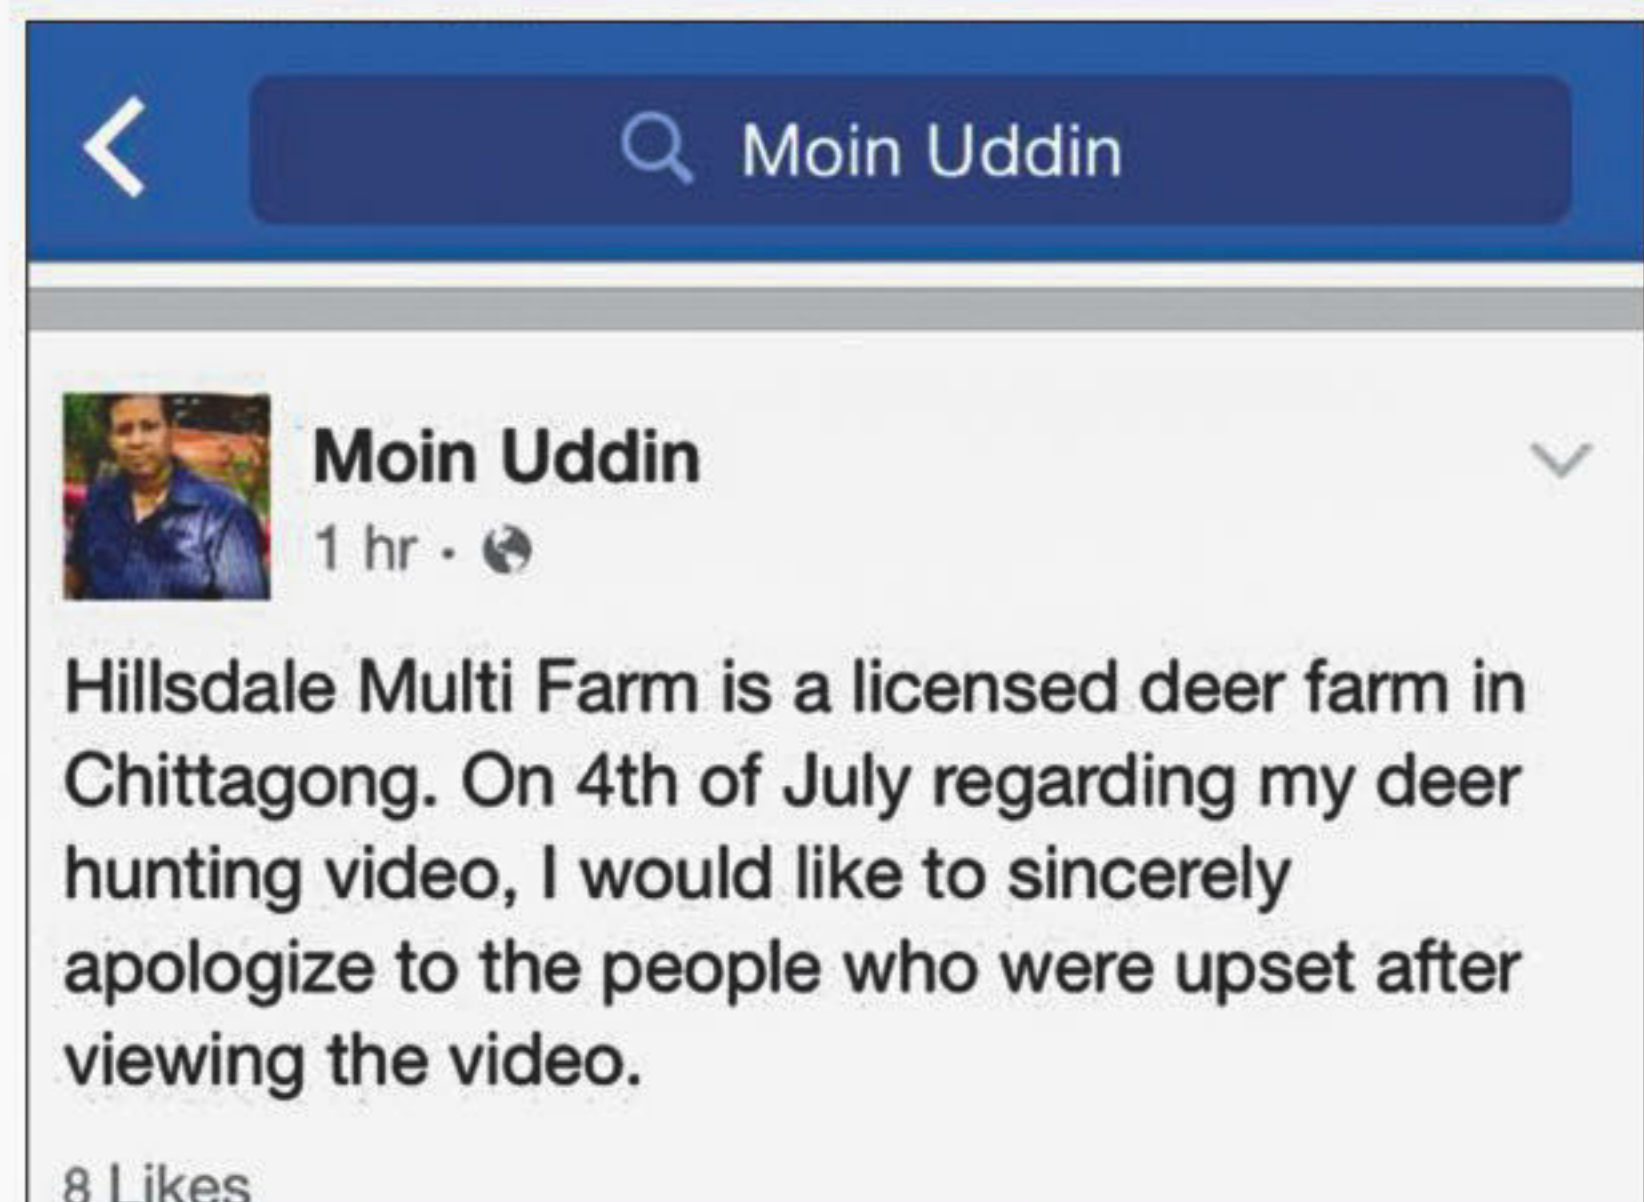 Moin Uddin
Moin Uddin
1 hr ·
Hillsdale Multi Farm is a licensed deer farm in
Chittagong. On 4th of July regarding my deer
hunting video, I would like to sincerely
apologize to the people who were upset after
viewing the video.
8 Likes